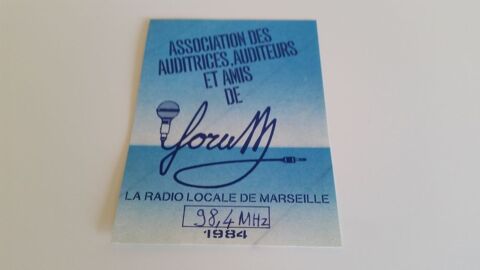 ASSOCIATION DES
AUDITRICES, AUDITEURS
ET AMIS
DE
foruM
LA RADIO LOCALE DE MARSEILLE
98,4 MHz
1984